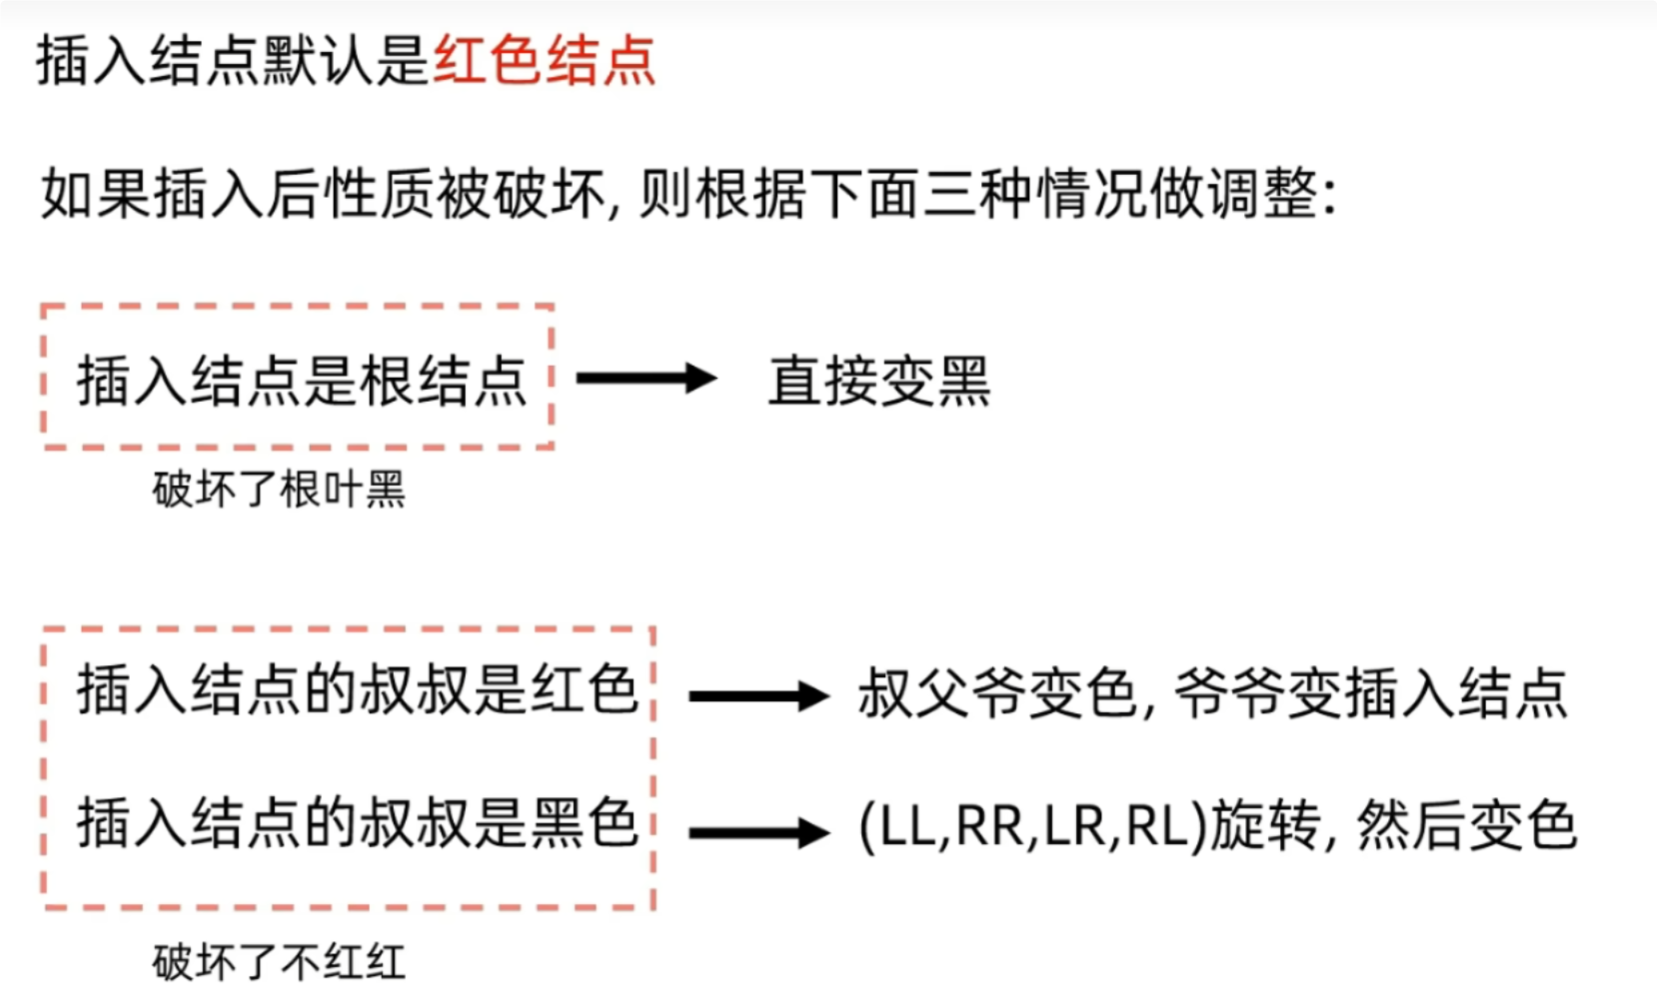 插入结点默认是红色结点
如果插入后性质被破坏, 则根据下面三种情况做调整:
插入结点是根结点
直接变黑
破坏了根叶黑
插入结点的叔叔是红色
叔父爷变色, 爷爷变插入结点
插入结点的叔叔是黑色
(LL,RR,LR,RL)旋转, 然后变色
破坏了不红红